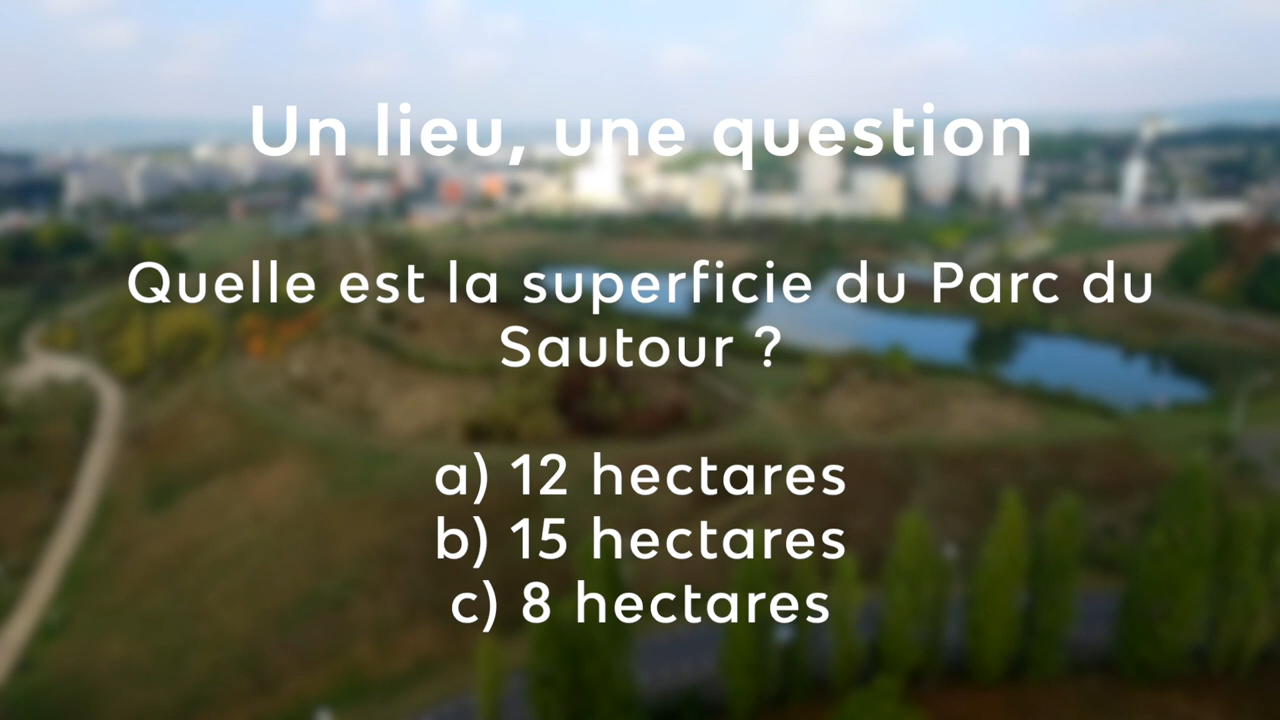 Un lieu, une question
Quelle est la superficie du Parc du
Sautour ?
a) 12 hectares
b) 15 hectares
c) 8 hectares